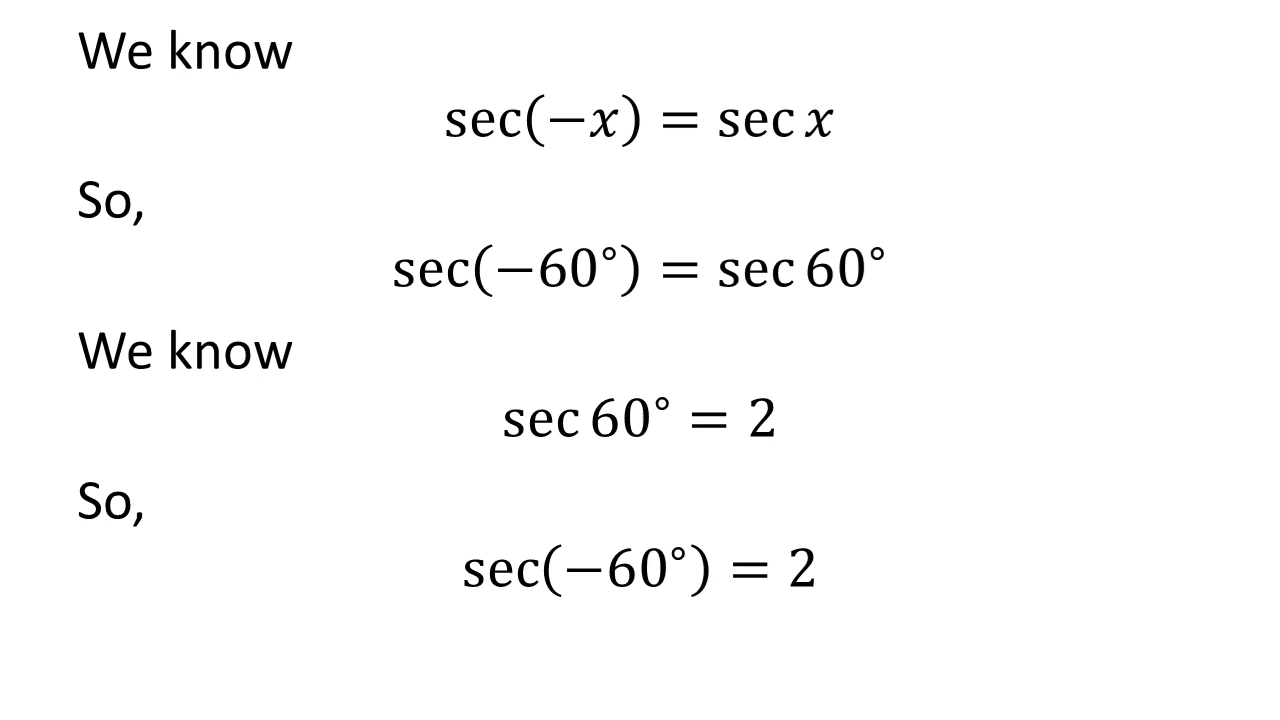 We know
sec(−x) = sec x
So,
sec(−60°) = sec 60°
We know
sec 60° = 2
So,
sec(−60°) = 2